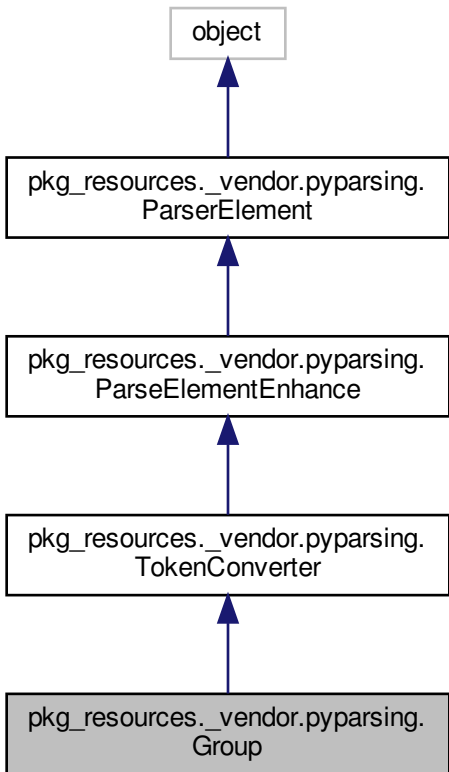 object
pkg_resources._vendor.pyparsing.
ParserElement
pkg_resources._vendor.pyparsing.
ParseElementEnhance
pkg_resources._vendor.pyparsing.
TokenConverter
pkg_resources._vendor.pyparsing.
Group